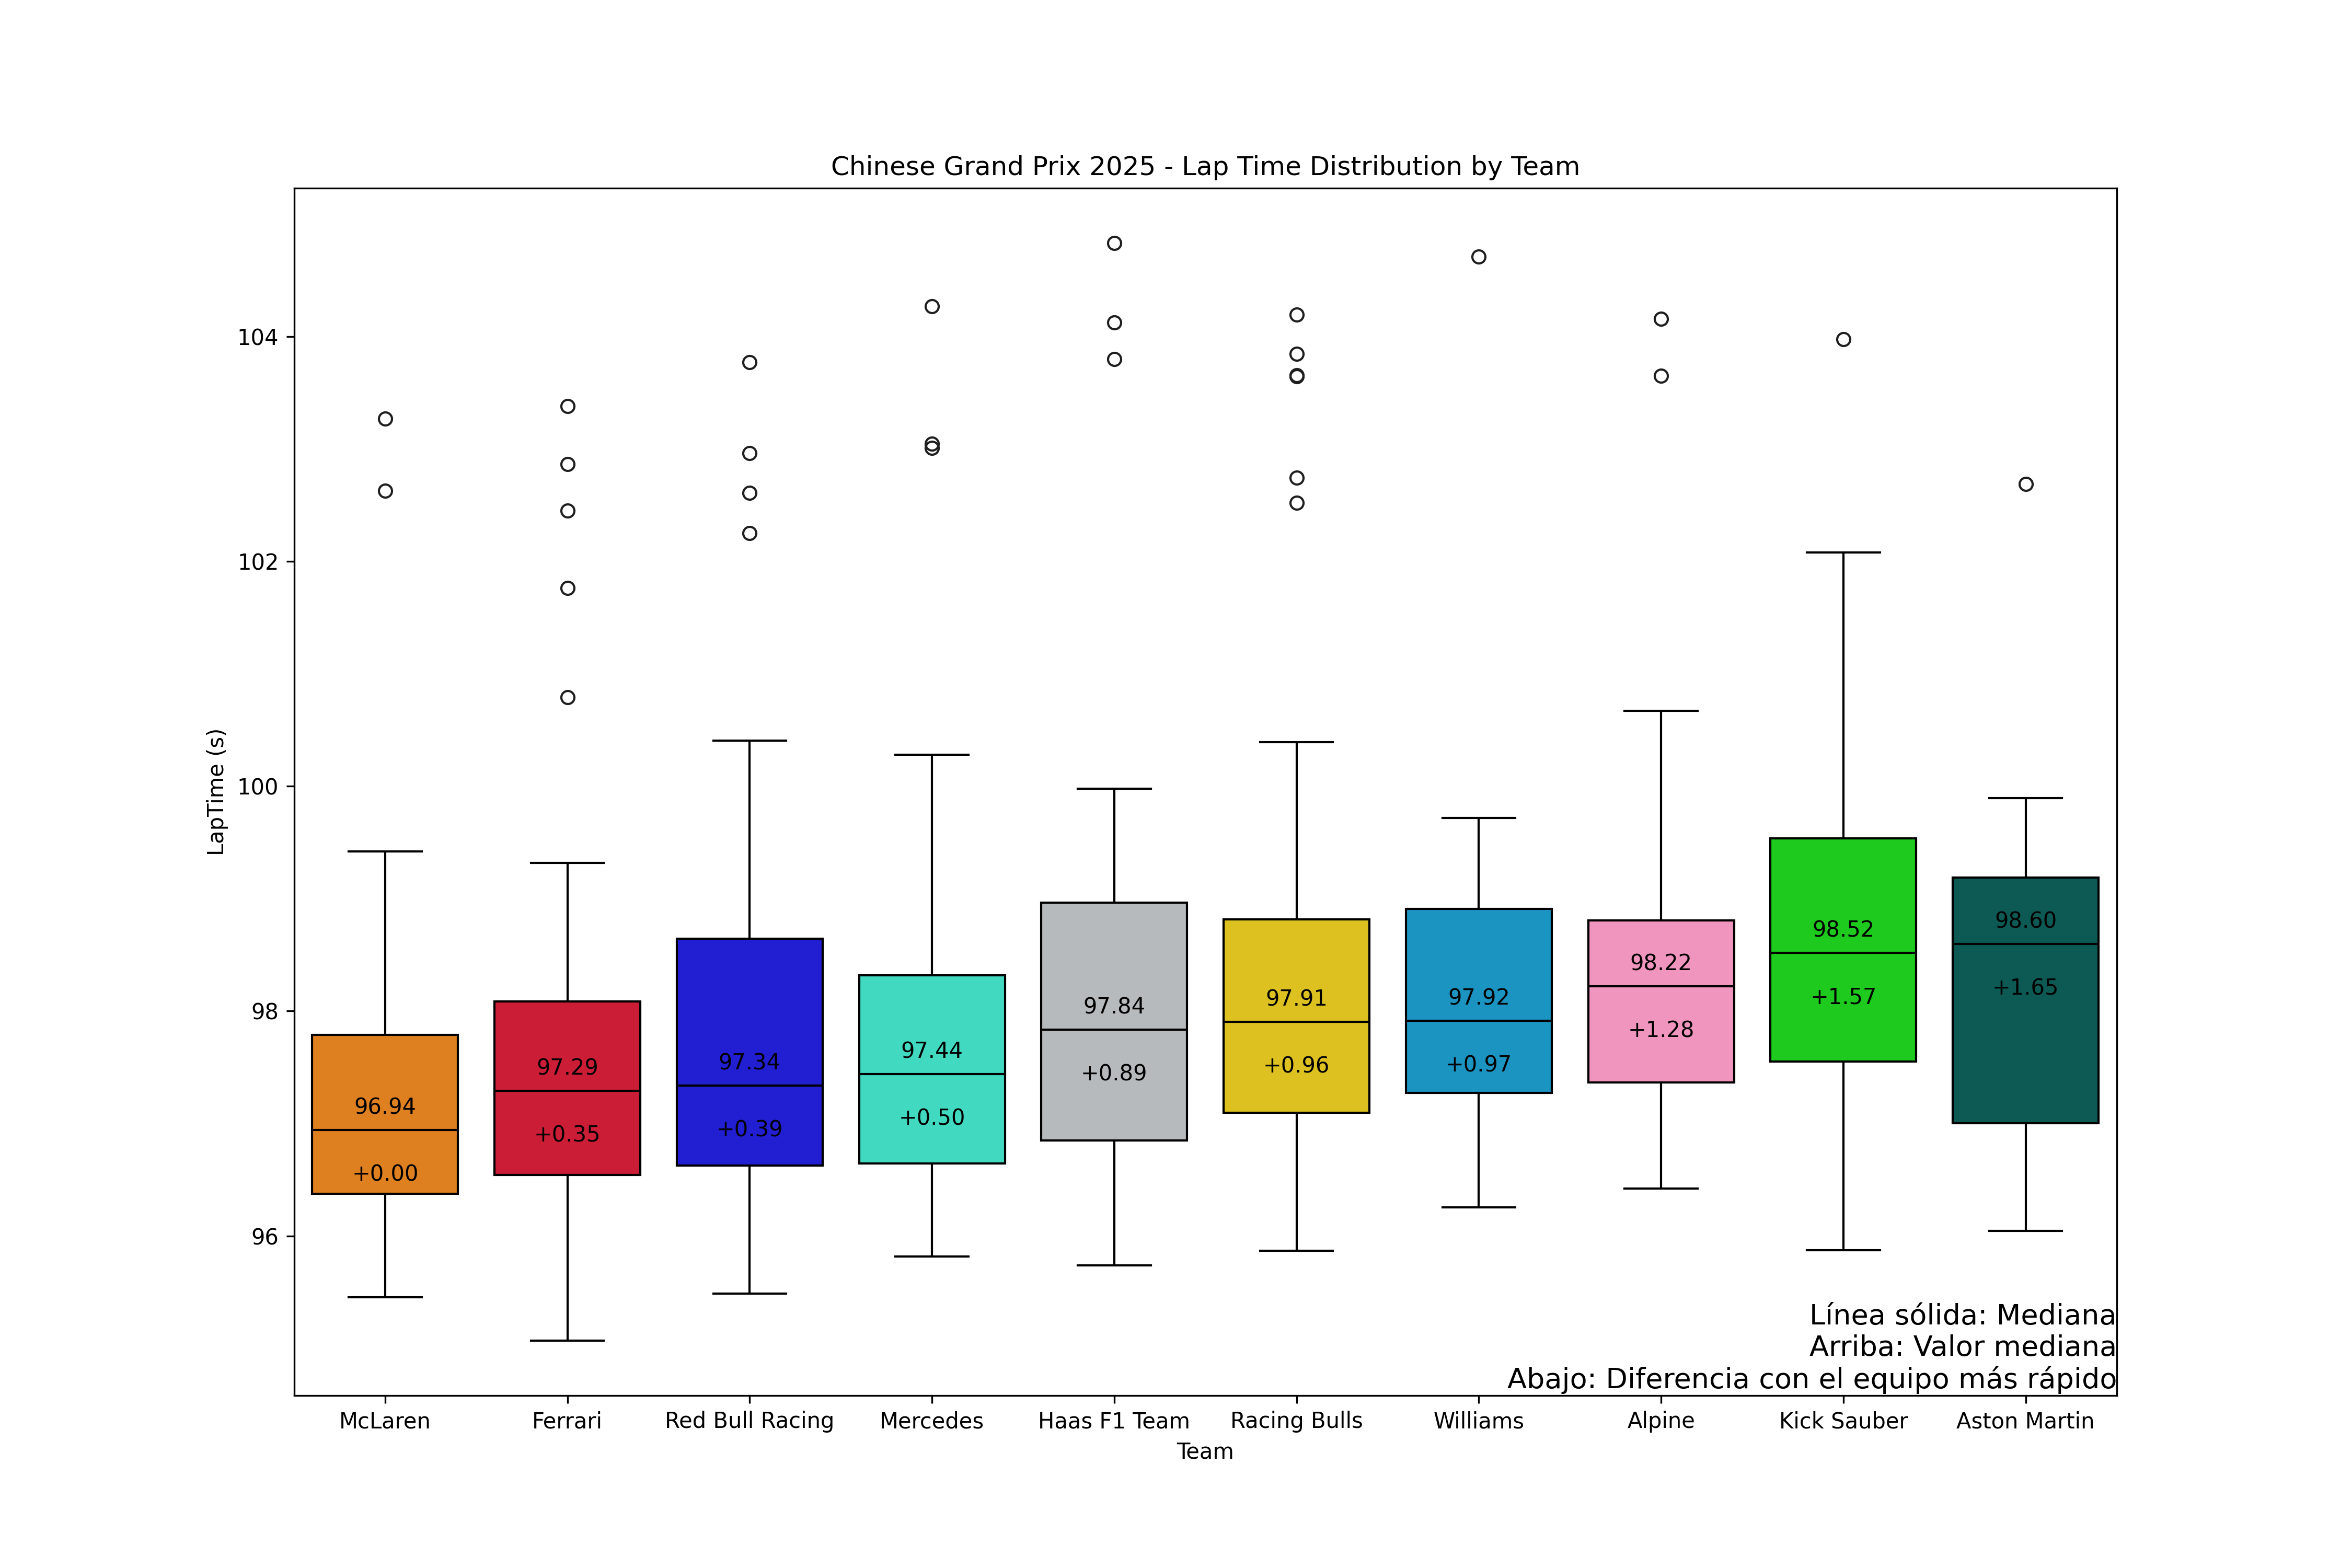 Chinese Grand Prix 2025 - Lap Time Distribution by Team
LapTime (s)
104
102
100
98
96
96.94
+0.00
97.29
+0.35
97.34
+0.39
97.44
+0.50
97.84
+0.89
97.91
+0.96
97.92
+0.97
98.22
+1.28
98.52
+1.57
98.60
+1.65
Línea sólida: Mediana
Arriba: Valor mediana
Abajo: Diferencia con el equipo más rápido
McLaren
Ferrari
Red Bull Racing
Mercedes
Haas F1 Team
Racing Bulls
Williams
Alpine
Kick Sauber
Aston Martin
Team